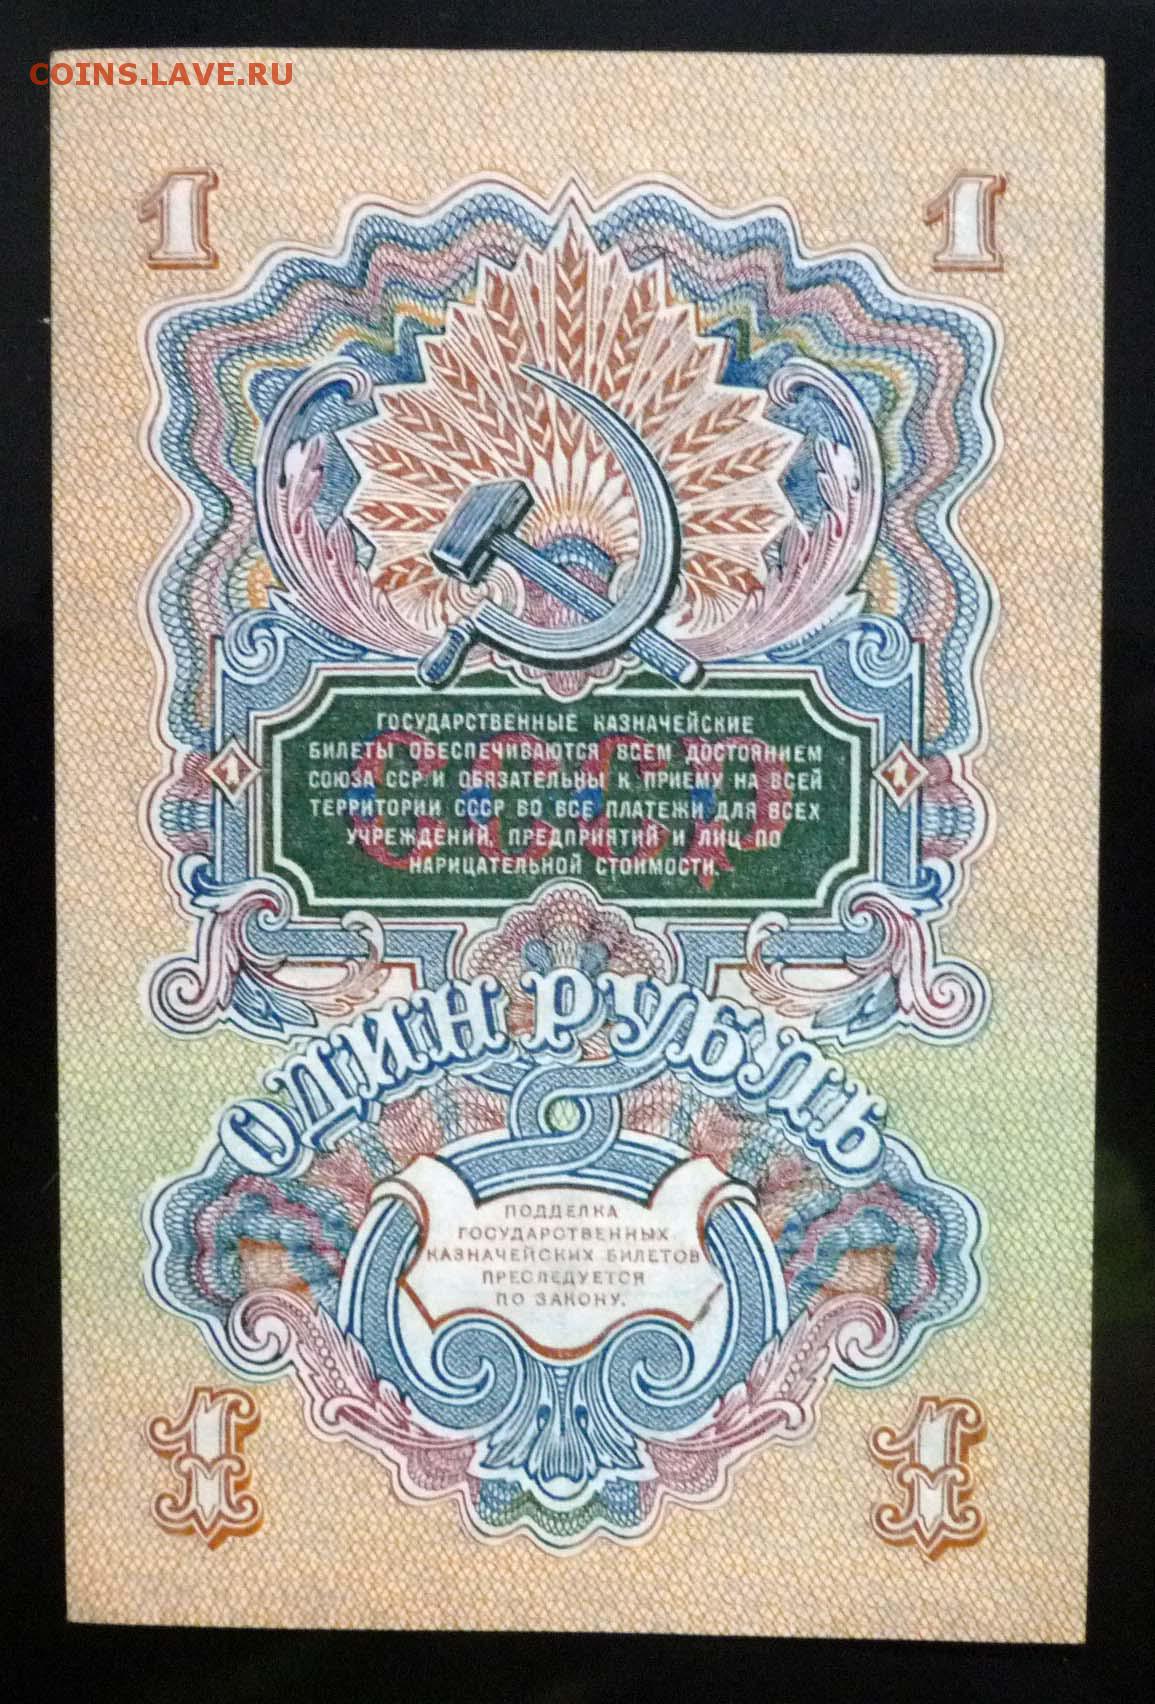 COINS.LAVE.RU
1 1
ГОСУДАРСТВЕННЫЕ КАЗНАЧЕЙСКИЕ
БИЛЕТЫ ОБЕСПЕЧИВАЮТСЯ ВСЕМ ДОСТОЯНИЕМ
СОЮЗА ССР И ОБЯЗАТЕЛЬНЫ К ПРИЕМУ НА ВСЕЙ
ТЕРРИТОРИИ СССР ВО ВСЕ ПЛАТЕЖИ ДЛЯ ВСЕХ
УЧРЕЖДЕНИЙ, ПРЕДПРИЯТИЙ И ЛИЦ ПО
НАРИЦАТЕЛЬНОЙ СТОИМОСТИ.
СССР
1 1
ОДИН РУБЛЬ
ПОДДЕЛКА
ГОСУДАРСТВЕННЫХ
КАЗНАЧЕЙСКИХ БИЛЕТОВ
ПРЕСЛЕДУЕТСЯ
ПО ЗАКОНУ.
1 1